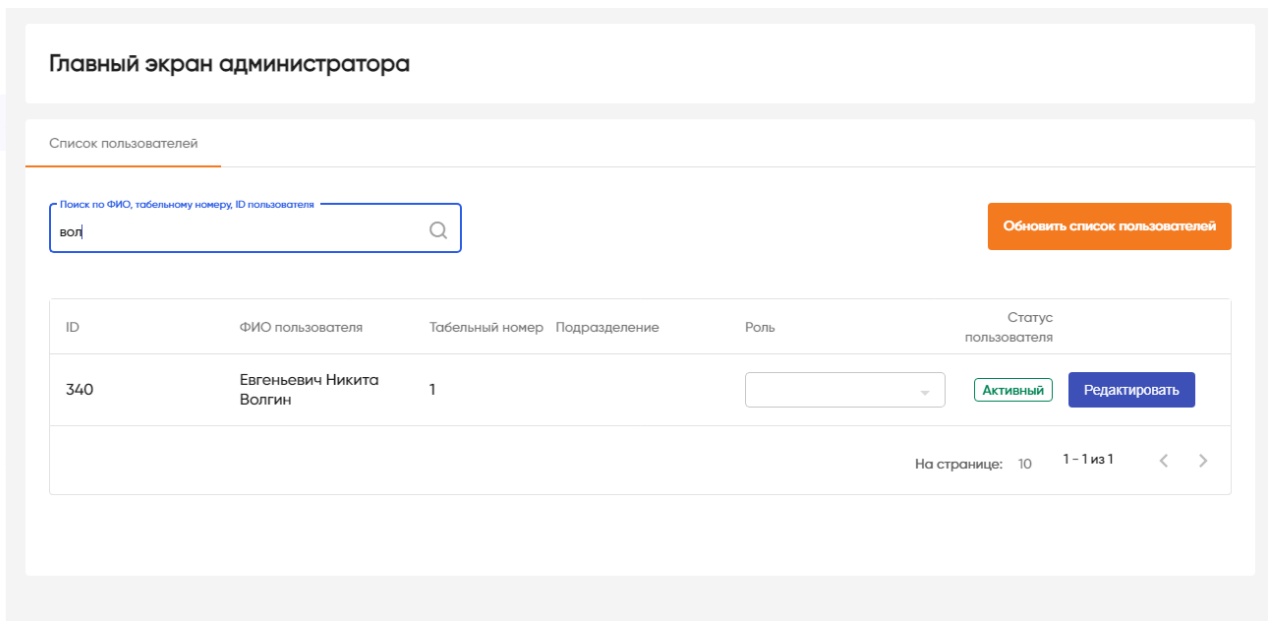 Главный экран администратора
Список пользователей
Поиск по ФИО, табельному номеру, ID пользователя
вол
Обновить список пользователей
ID ФИО пользователя Табельный номер Подразделение Роль Статус
пользователя
340 Евгеньевич Никита
Волгин 1 Активный Редактировать
На странице: 10 1 - 1 из 1